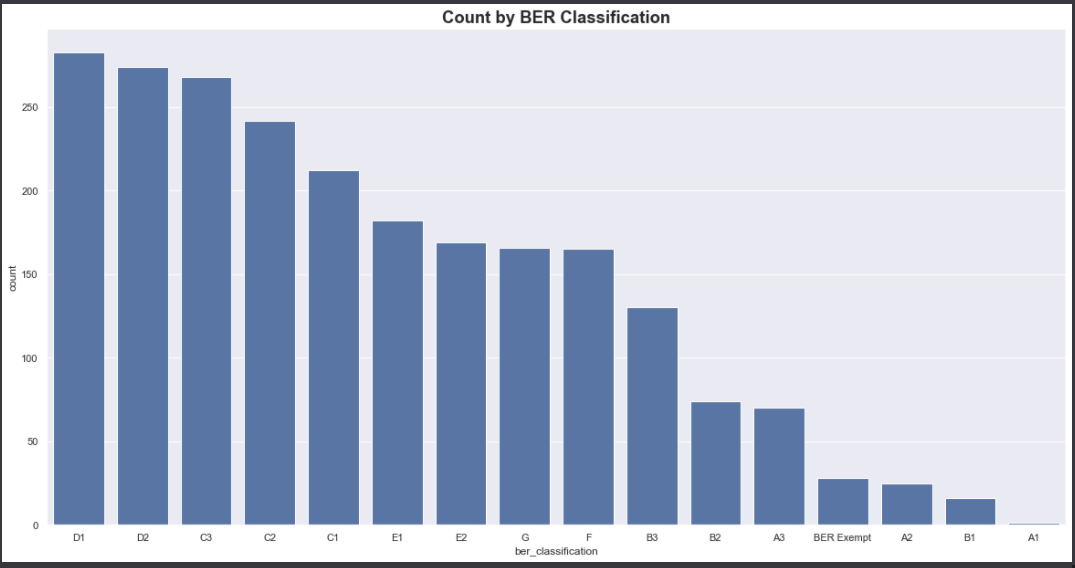 Count by BER Classification
250
200
150
100
50
0
count
D1 D2 C3 C2 C1 E1 E2 G F B3 B2 A3 BER Exempt A2 B1 A1
ber_classification